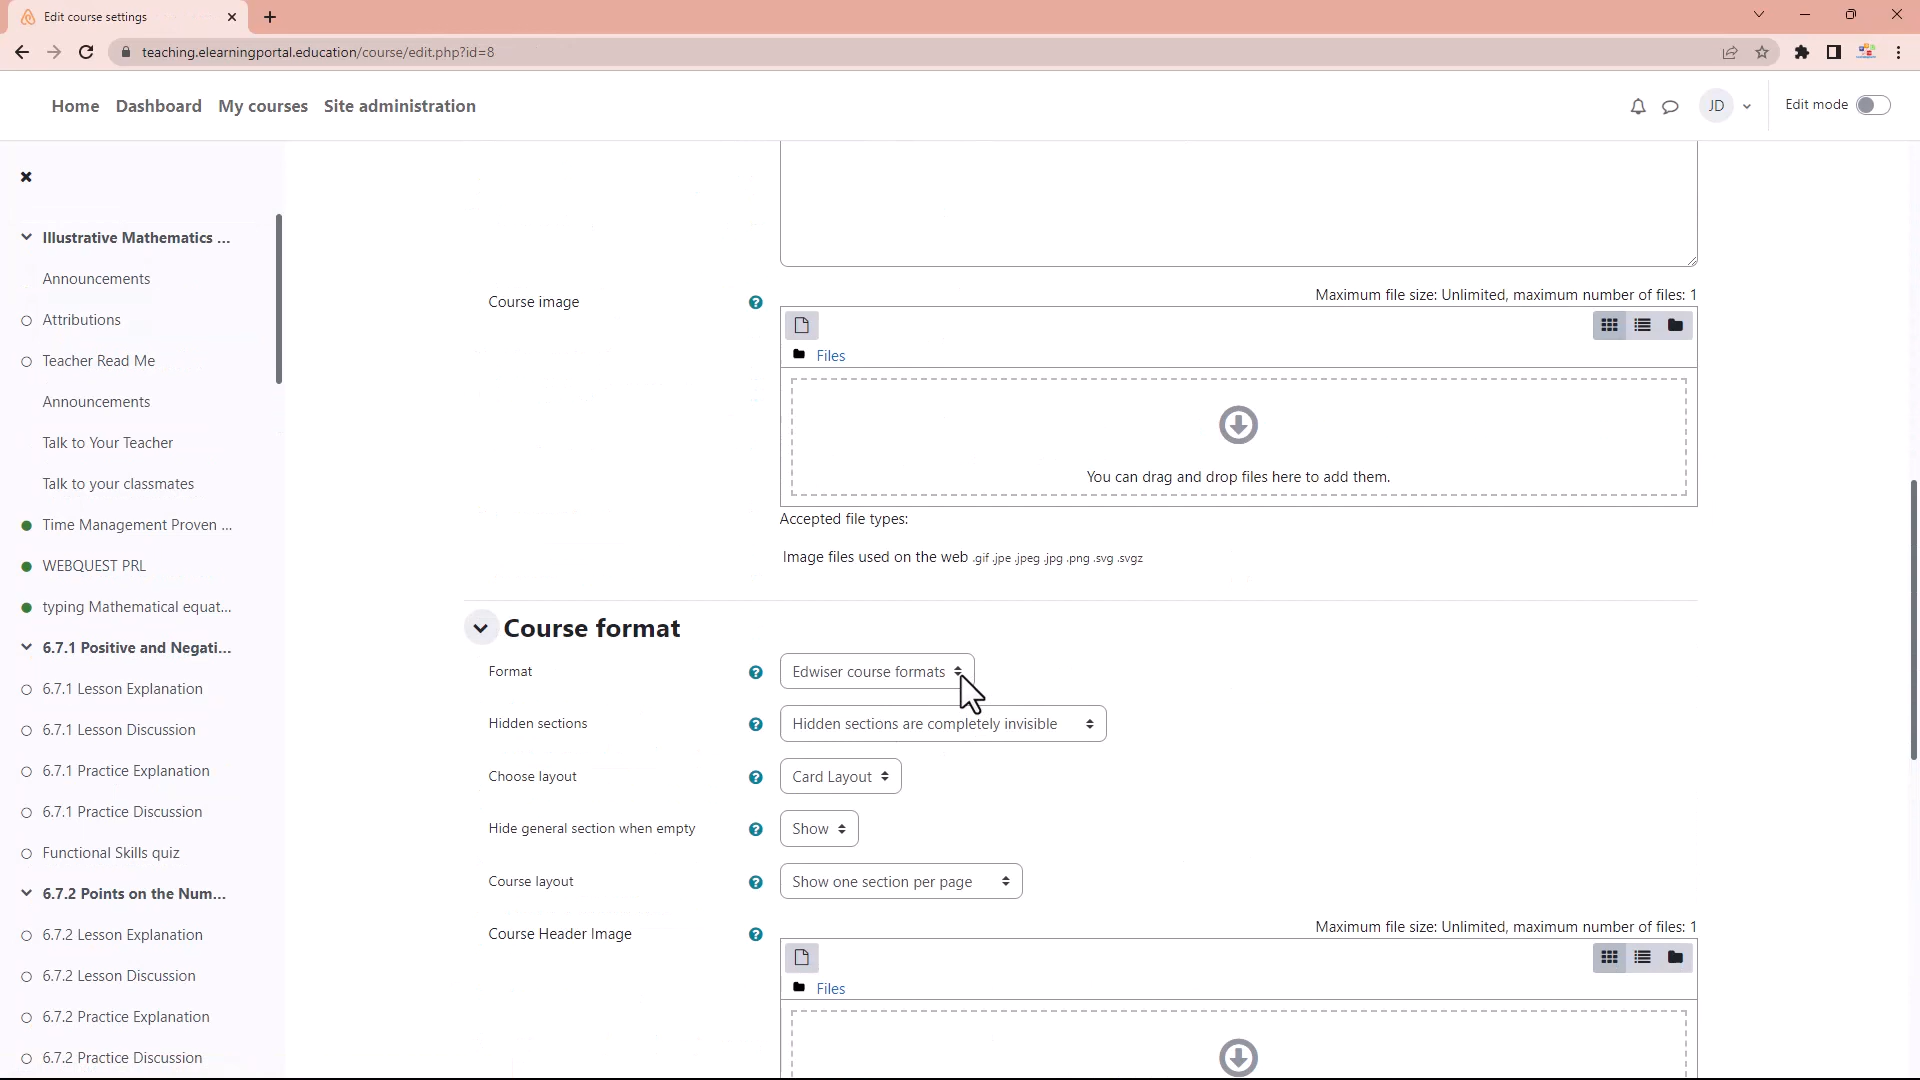 Edit course settings
teaching.elearningportal.education/course/edit.php?id=8
Home Dashboard My courses Site administration
JD
Edit mode
Illustrative Mathematics ...
Announcements
Attributions
Teacher Read Me
Announcements
Talk to Your Teacher
Talk to your classmates
Time Management Proven ...
WEBQUEST PRL
typing Mathematical equat...
6.7.1 Positive and Negati...
6.7.1 Lesson Explanation
6.7.1 Lesson Discussion
6.7.1 Practice Explanation
6.7.1 Practice Discussion
Functional Skills quiz
6.7.2 Points on the Num...
6.7.2 Lesson Explanation
6.7.2 Lesson Discussion
6.7.2 Practice Explanation
6.7.2 Practice Discussion
Course image
Maximum file size: Unlimited, maximum number of files: 1
Files
You can drag and drop files here to add them.
Accepted file types:
Image files used on the web .gif .jpe .jpeg .jpg .png .svg .svgz
Course format
Format
Edwiser course formats
Hidden sections
Hidden sections are completely invisible
Choose layout
Card Layout
Hide general section when empty
Show
Course layout
Show one section per page
Course Header Image
Maximum file size: Unlimited, maximum number of files: 1
Files